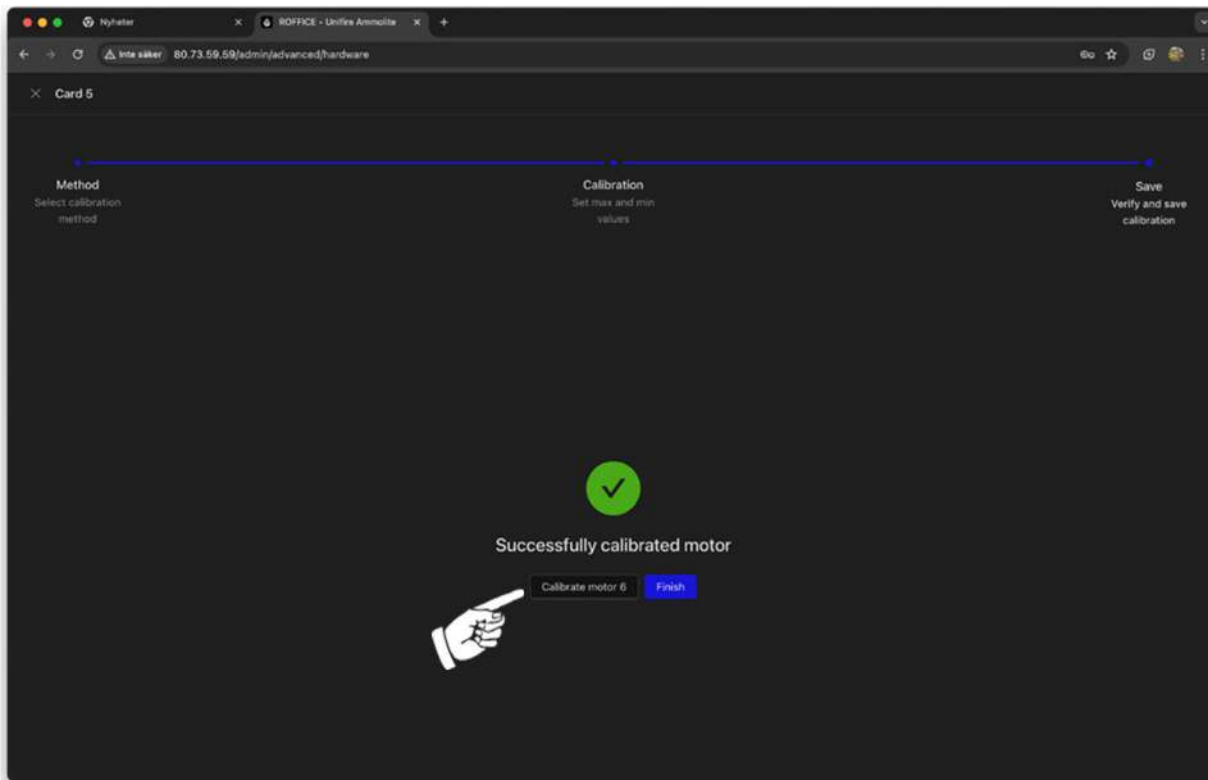 Nyheter
ROFFICE - Unifire Ammolite
Inte säker
80.73.59.59/admin/advanced/hardware
Card 5
Method
Select calibration
method
Calibration
Set max and min
values
Save
Verify and save
calibration
Successfully calibrated motor
Calibrate motor 6
Finish